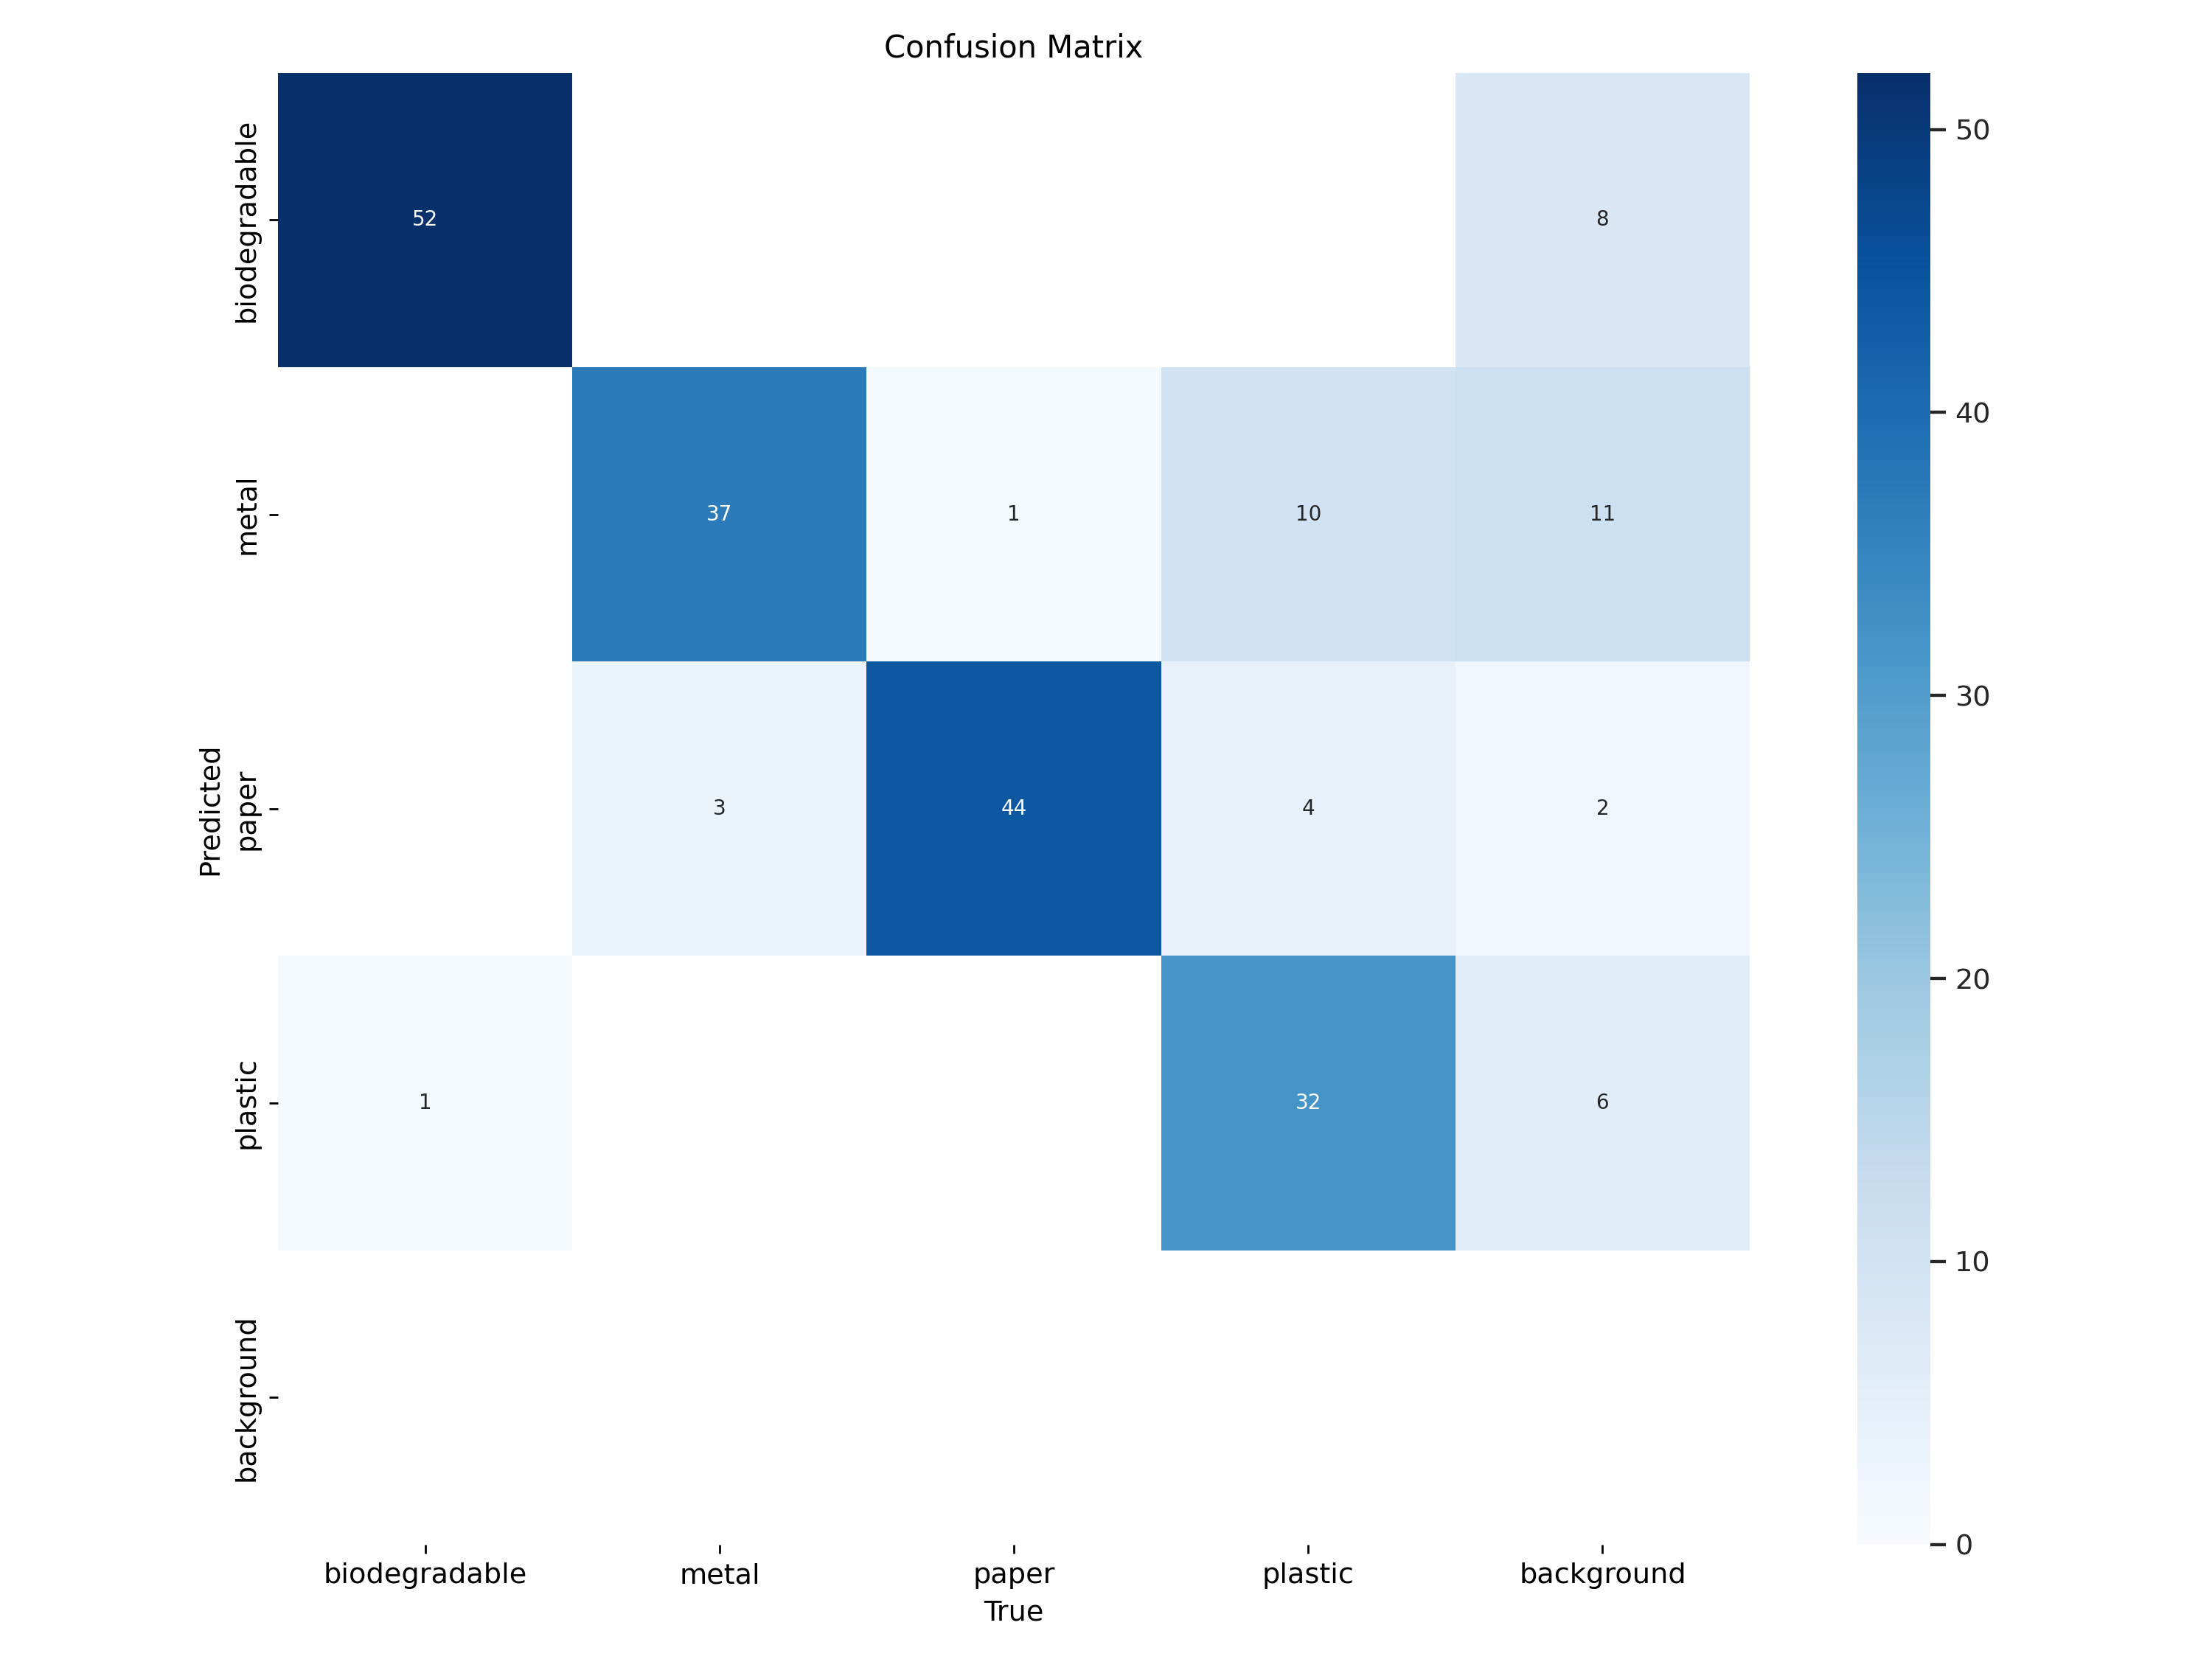 Confusion Matrix
biodegradable
52
8
50
metal
37
1
10
11
40
Predicted
paper
3
44
4
2
30
plastic
1
32
6
20
background
10
0
biodegradable
metal
paper
plastic
background
True